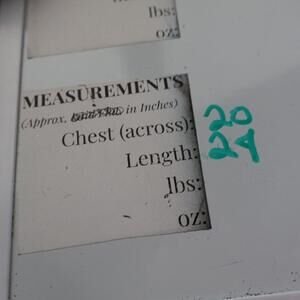 lbs:
oz:
MEASUREMENTS
(Approx. in Inches)
Chest (across): 20
Length: 24
lbs:
oz: